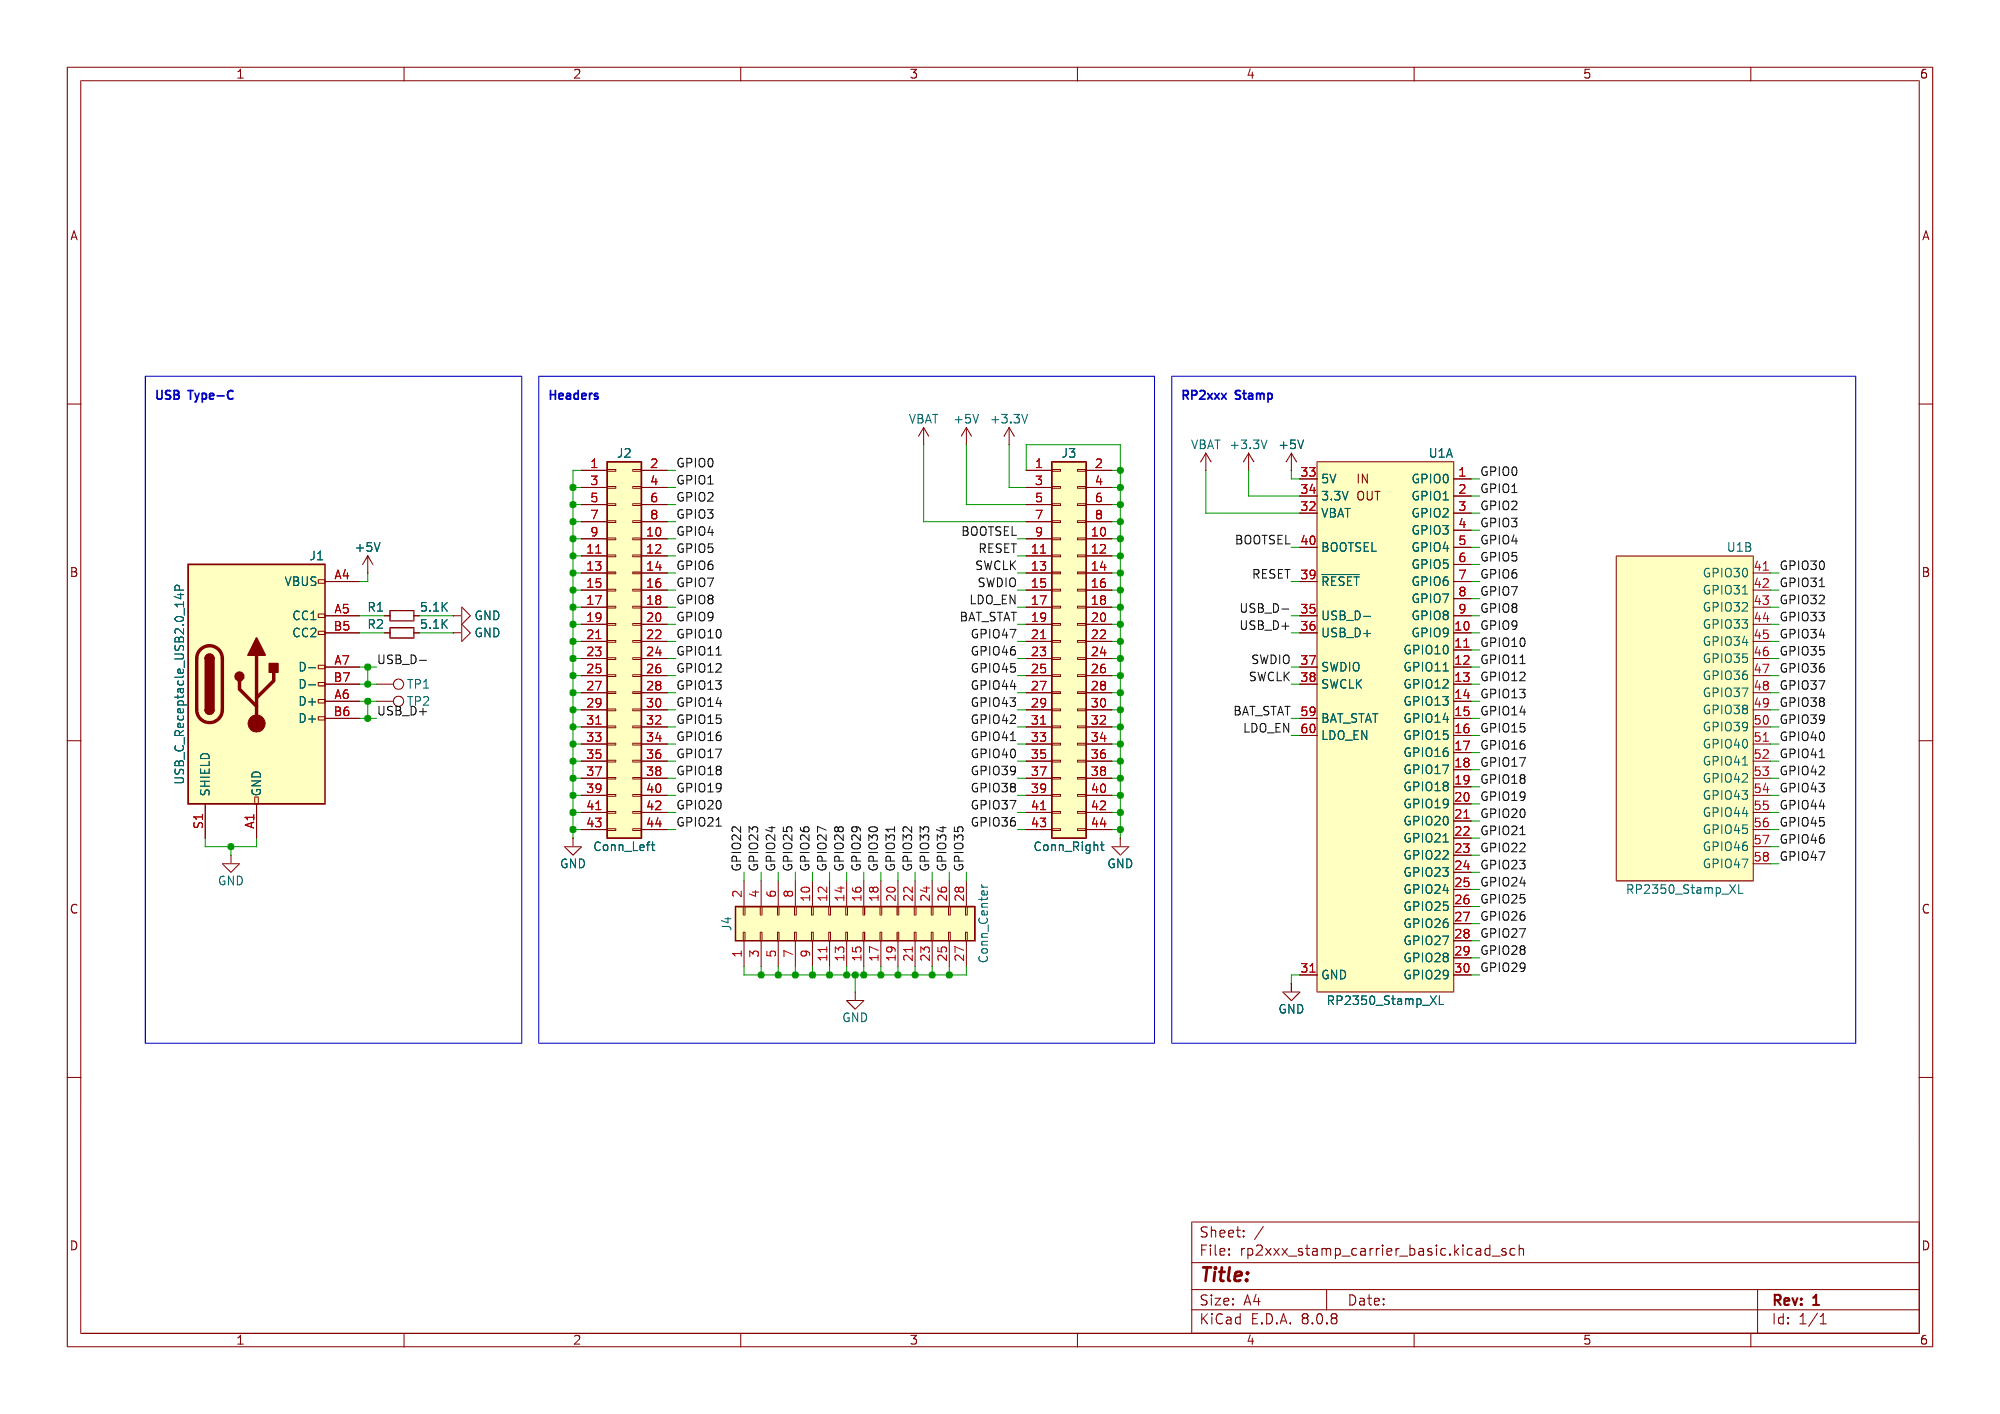 1 2 3 4 5 6
A A
B B
C C
D D
USB Type-C
J1
USB_C_Receptacle_USB2.0_14P
+5V
VBUS A4
CC1 A5 R1 5.1K GND
CC2 B5 R2 5.1K GND
D- A7 USB_D-
D- B7 TP1
D+ A6 TP2
D+ B6 USB_D+
SHIELD GND
S1 A1
GND
Headers
VBAT +5V +3.3V
J2
1 2 GPIO0
3 4 GPIO1
5 6 GPIO2
7 8 GPIO3
9 10 GPIO4
11 12 GPIO5
13 14 GPIO6
15 16 GPIO7
17 18 GPIO8
19 20 GPIO9
21 22 GPIO10
23 24 GPIO11
25 26 GPIO12
27 28 GPIO13
29 30 GPIO14
31 32 GPIO15
33 34 GPIO16
35 36 GPIO17
37 38 GPIO18
39 40 GPIO19
41 42 GPIO20
43 44 GPIO21
Conn_Left
GND
J3
1 2
3 4
5 6
7 8
BOOTSEL 9 10
RESET 11 12
SWCLK 13 14
SWDIO 15 16
LDO_EN 17 18
BAT_STAT 19 20
GPIO47 21 22
GPIO46 23 24
GPIO45 25 26
GPIO44 27 28
GPIO43 29 30
GPIO42 31 32
GPIO41 33 34
GPIO40 35 36
GPIO39 37 38
GPIO38 39 40
GPIO37 41 42
GPIO36 43 44
Conn_Right
GND
GPIO22 GPIO23 GPIO24 GPIO25 GPIO26 GPIO27 GPIO28 GPIO29 GPIO30 GPIO31 GPIO32 GPIO33 GPIO34 GPIO35
2 4 6 8 10 12 14 16 18 20 22 24 26 28
J4 Conn_Center
1 3 5 7 9 11 13 15 17 19 21 23 25 27
GND
RP2xxx Stamp
VBAT +3.3V +5V
U1A
33 5V IN
34 3.3V OUT
32 VBAT
BOOTSEL 40 BOOTSEL
RESET 39 RESET
USB_D- 35 USB_D-
USB_D+ 36 USB_D+
SWDIO 37 SWDIO
SWCLK 38 SWCLK
BAT_STAT 59 BAT_STAT
LDO_EN 60 LDO_EN
31 GND
GND
GPIO0 1 GPIO0
GPIO1 2 GPIO1
GPIO2 3 GPIO2
GPIO3 4 GPIO3
GPIO4 5 GPIO4
GPIO5 6 GPIO5
GPIO6 7 GPIO6
GPIO7 8 GPIO7
GPIO8 9 GPIO8
GPIO9 10 GPIO9
GPIO10 11 GPIO10
GPIO11 12 GPIO11
GPIO12 13 GPIO12
GPIO13 14 GPIO13
GPIO14 15 GPIO14
GPIO15 16 GPIO15
GPIO16 17 GPIO16
GPIO17 18 GPIO17
GPIO18 19 GPIO18
GPIO19 20 GPIO19
GPIO20 21 GPIO20
GPIO21 22 GPIO21
GPIO22 23 GPIO22
GPIO23 24 GPIO23
GPIO24 25 GPIO24
GPIO25 26 GPIO25
GPIO26 27 GPIO26
GPIO27 28 GPIO27
GPIO28 29 GPIO28
GPIO29 30 GPIO29
RP2350_Stamp_XL
U1B
GPIO30 41 GPIO30
GPIO31 42 GPIO31
GPIO32 43 GPIO32
GPIO33 44 GPIO33
GPIO34 45 GPIO34
GPIO35 46 GPIO35
GPIO36 47 GPIO36
GPIO37 48 GPIO37
GPIO38 49 GPIO38
GPIO39 50 GPIO39
GPIO40 51 GPIO40
GPIO41 52 GPIO41
GPIO42 53 GPIO42
GPIO43 54 GPIO43
GPIO44 55 GPIO44
GPIO45 56 GPIO45
GPIO46 57 GPIO46
GPIO47 58 GPIO47
RP2350_Stamp_XL
Sheet: /
File: rp2xxx_stamp_carrier_basic.kicad_sch
Title:
Size: A4 Date: Rev: 1
KiCad E.D.A. 8.0.8 Id: 1/1
1 2 3 4 5 6